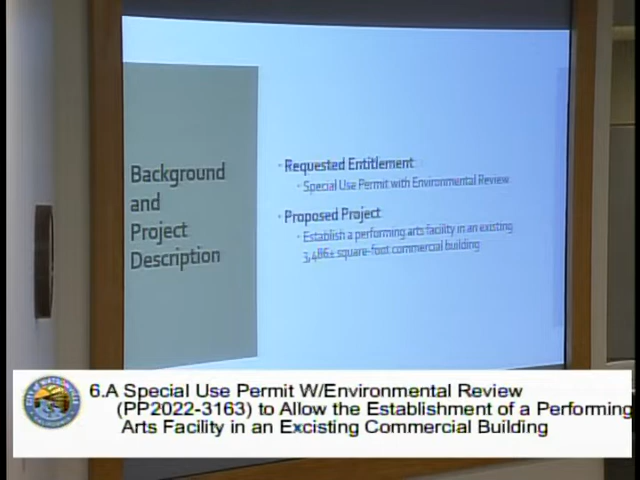 Background
and
Project
Description
· Requested Entitlement
· Special Use Permit with Environmental Review
· Proposed Project
· Establish a performing arts facility in an existing
3,486± square-foot commercial building
6.A Special Use Permit W/Environmental Review
(PP2022-3163) to Allow the Establishment of a Performing
Arts Facility in an Excisting Commercial Building